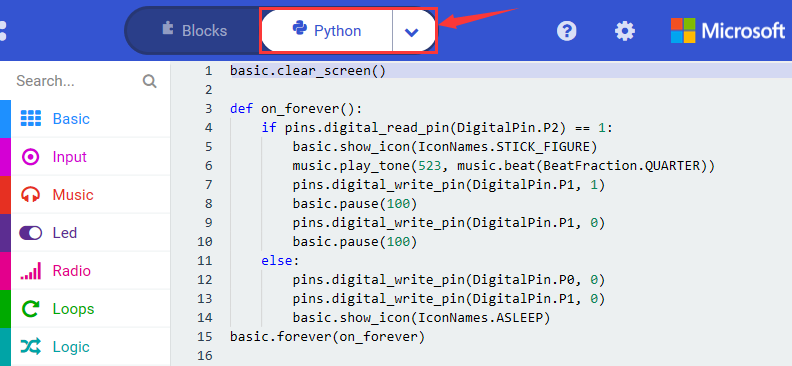 Blocks
Python
?
Microsoft
Search...
Basic
Input
Music
Led
Radio
Loops
Logic
1 basic.clear_screen()
2
3 def on_forever():
4     if pins.digital_read_pin(DigitalPin.P2) == 1:
5         basic.show_icon(IconNames.STICK_FIGURE)
6         music.play_tone(523, music.beat(BeatFraction.QUARTER))
7         pins.digital_write_pin(DigitalPin.P1, 1)
8         basic.pause(100)
9         pins.digital_write_pin(DigitalPin.P1, 0)
10         basic.pause(100)
11     else:
12         pins.digital_write_pin(DigitalPin.P0, 0)
13         pins.digital_write_pin(DigitalPin.P1, 0)
14         basic.show_icon(IconNames.ASLEEP)
15 basic.forever(on_forever)
16